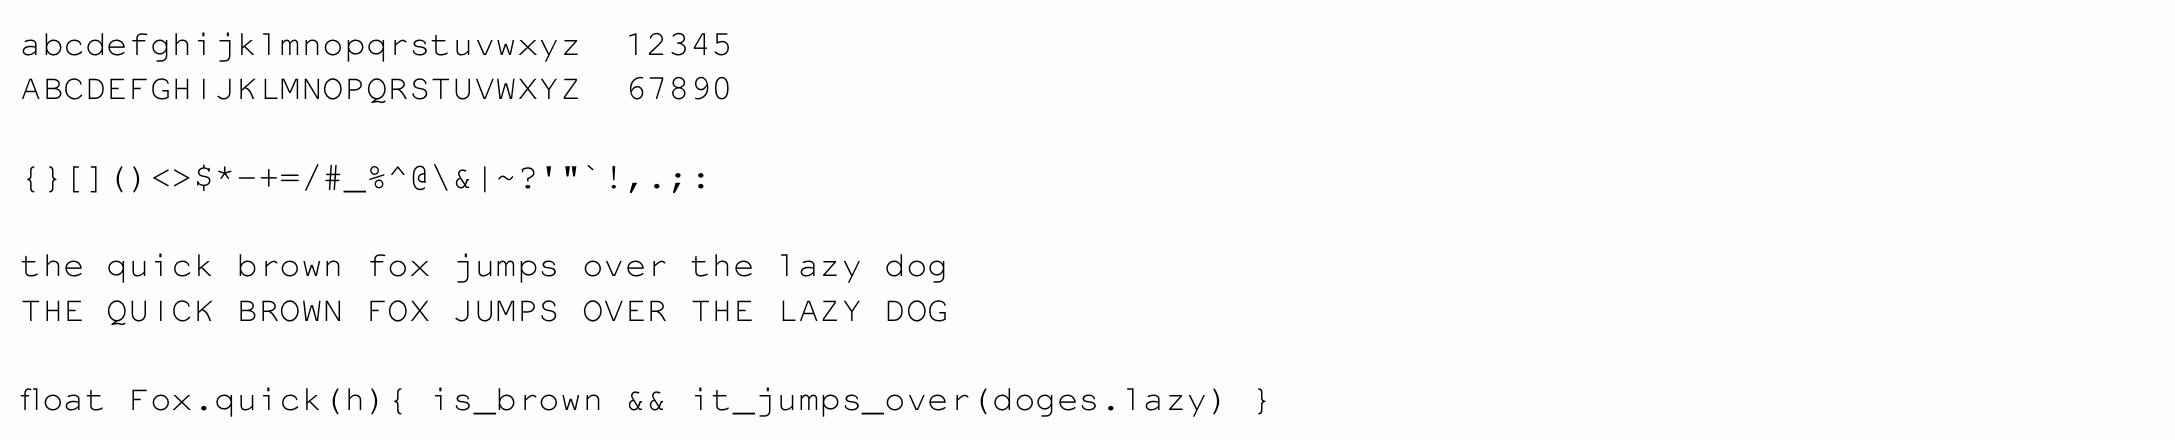 abcdefghijklmnopqrstuvwxyz  12345
ABCDEFGHIJKLMNOPQRSTUVWXYZ  67890
{}[]()<>$*-+=/#_%^@\&|~?'"`!,.;:
the quick brown fox jumps over the lazy dog
THE QUICK BROWN FOX JUMPS OVER THE LAZY DOG
float Fox.quick(h){ is_brown && it_jumps_over(doges.lazy) }